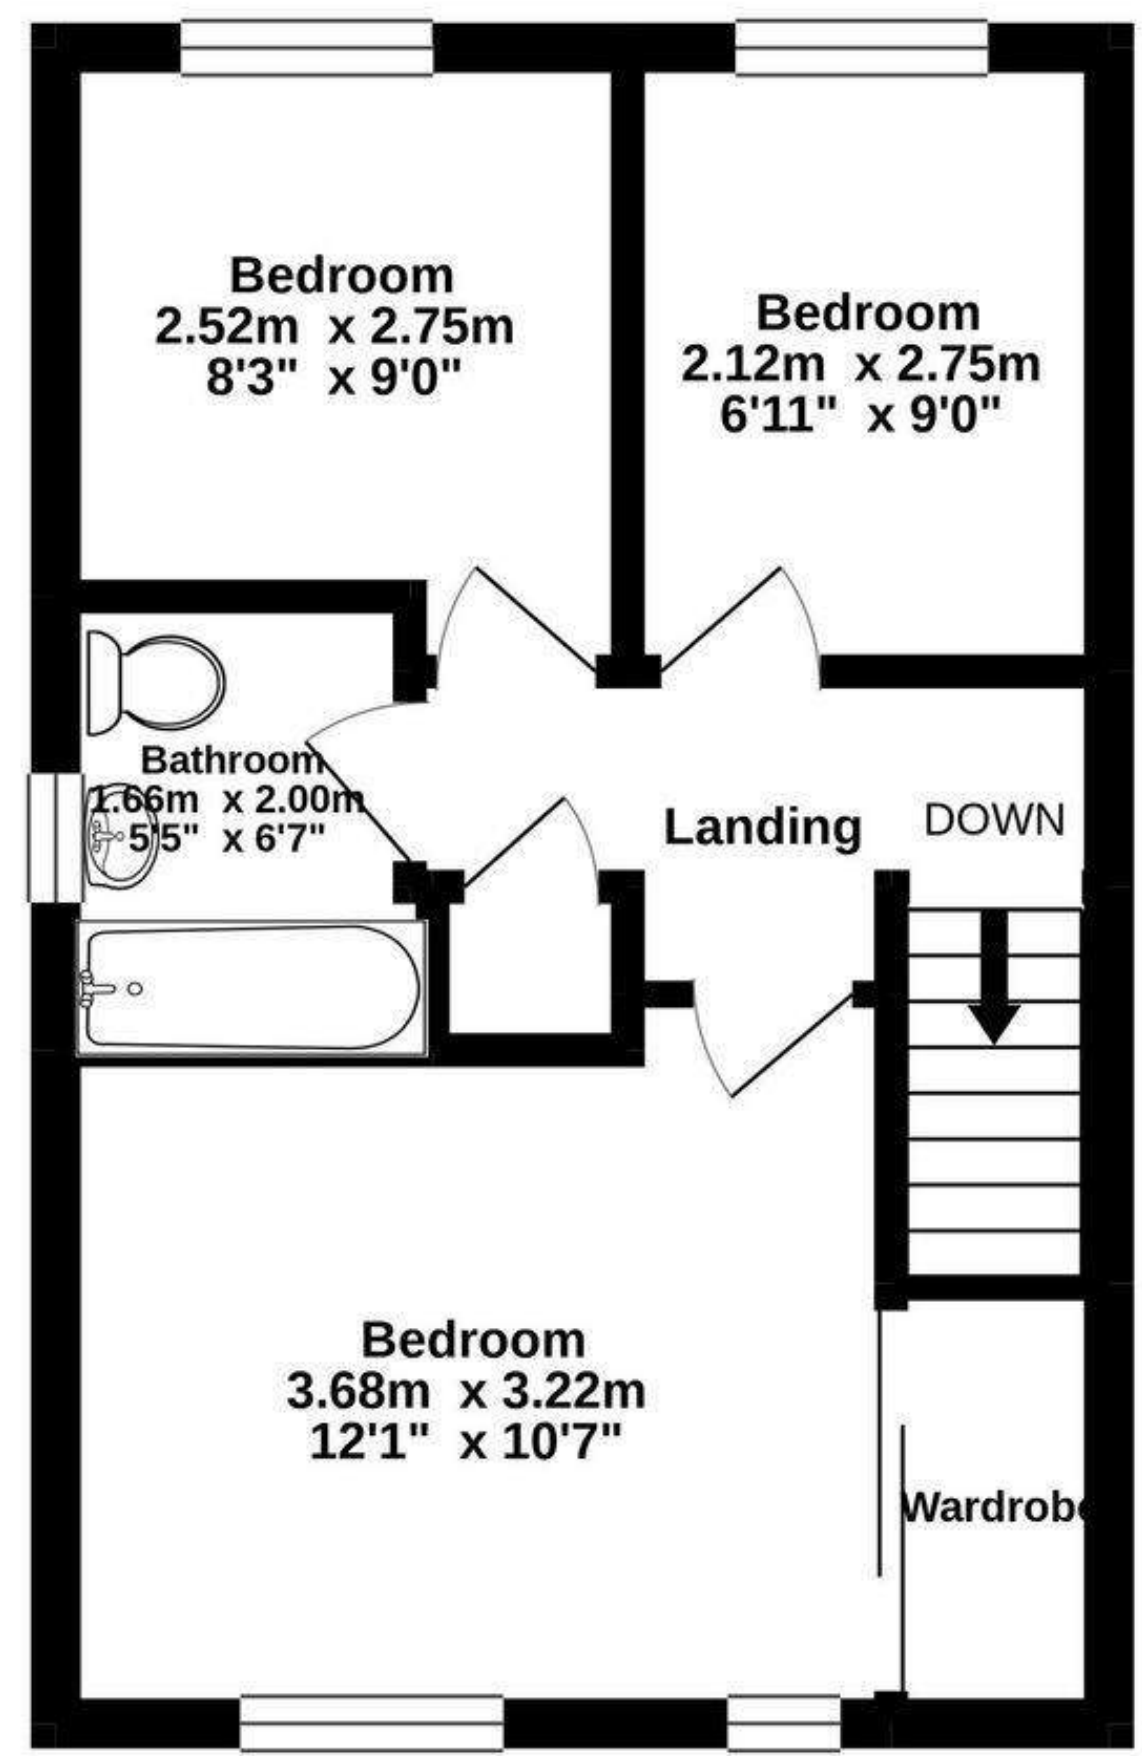 Bedroom
2.52m x 2.75m
8'3" x 9'0"
Bedroom
2.12m x 2.75m
6'11" x 9'0"
Bathroom
1.66m x 2.00m
5'5" x 6'7"
Landing
DOWN
Bedroom
3.68m x 3.22m
12'1" x 10'7"
Wardrobe